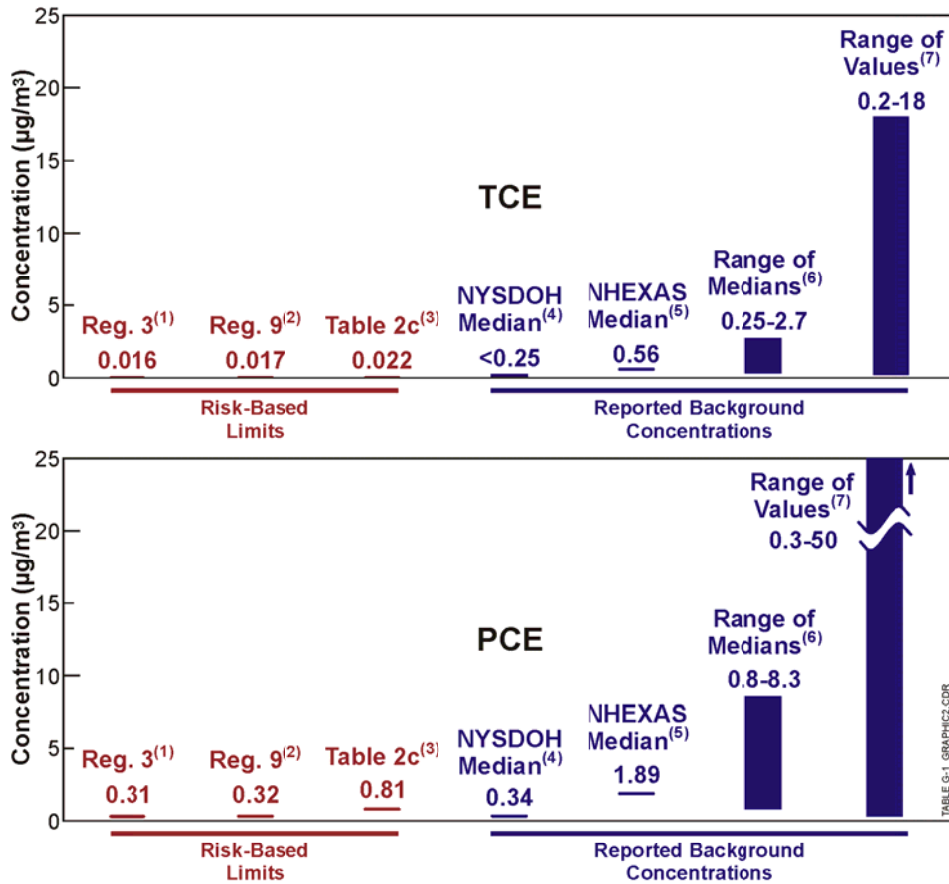 25
20
15
10
5
0
Concentration (µg/m³)
TCE
Reg. 3(1)
0.016
Reg. 9(2)
0.017
Table 2c(3)
0.022
NYSDOH
Median(4)
<0.25
NHEXAS
Median(5)
0.56
Range of
Medians(6)
0.25-2.7
Range of
Values(7)
0.2-18
Risk-Based
Limits
Reported Background
Concentrations
25
20
15
10
5
0
Concentration (µg/m³)
PCE
Reg. 3(1)
0.31
Reg. 9(2)
0.32
Table 2c(3)
0.81
NYSDOH
Median(4)
0.34
NHEXAS
Median(5)
1.89
Range of
Medians(6)
0.8-8.3
Range of
Values(7)
0.3-50
Risk-Based
Limits
Reported Background
Concentrations
TABLE G-1_GRAPHIC2.CDR